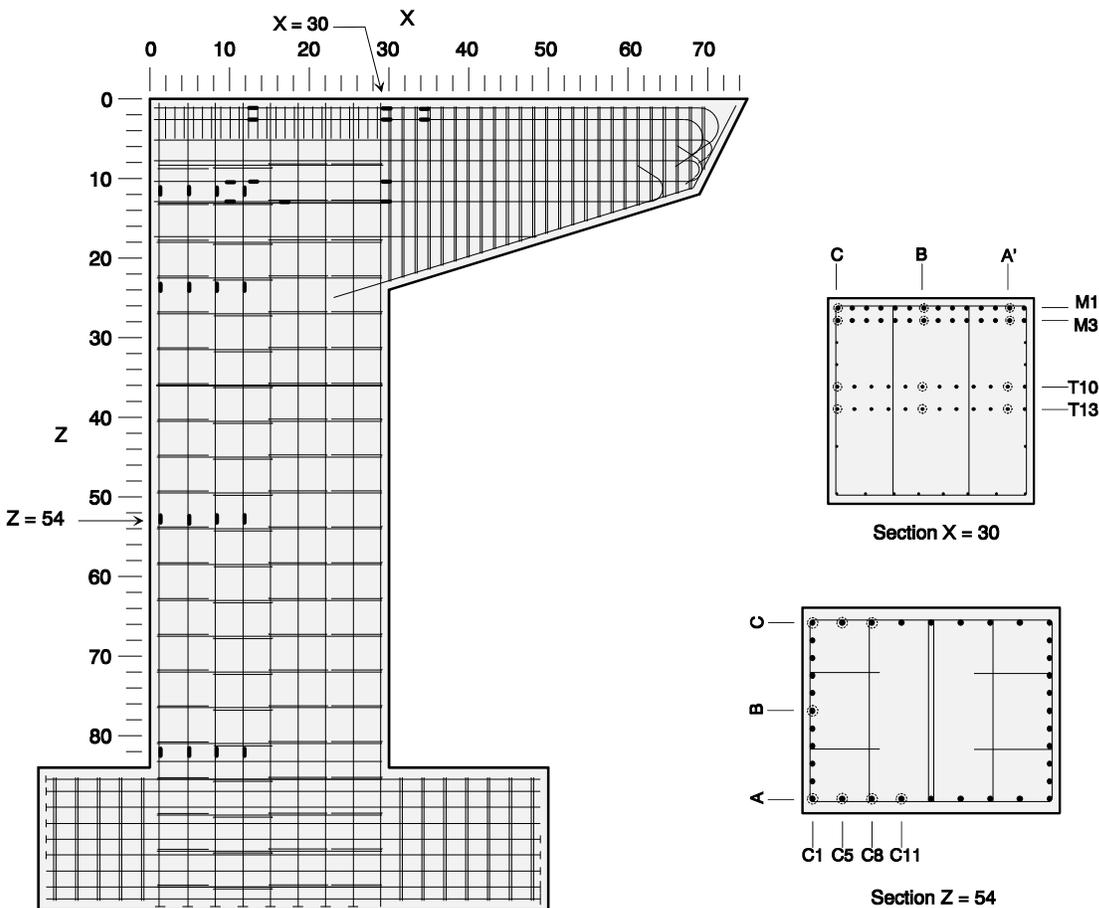 X
X = 30
0 10 20 30 40 50 60 70
0
10
20
30
40
Z
50
Z = 54
60
70
80
C B A'
M1
M3
T10
T13
Section X = 30
C
B
A
C1 C5 C8 C11
Section Z = 54